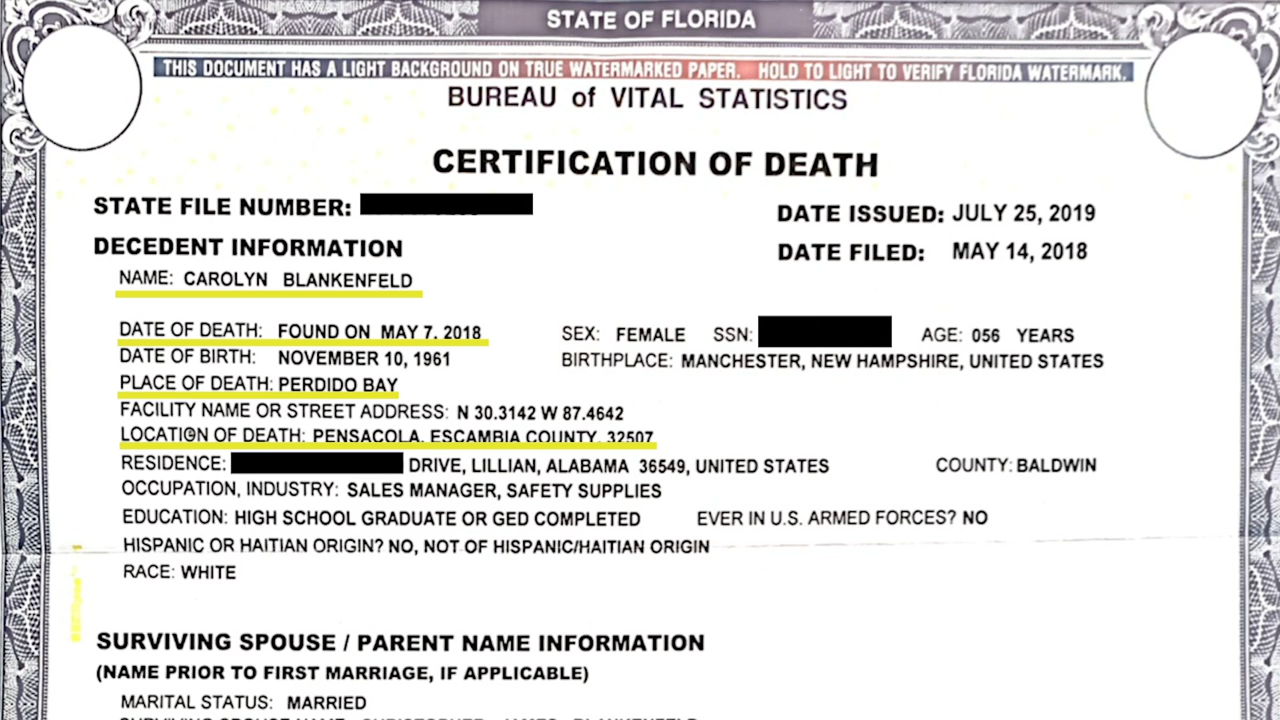 STATE OF FLORIDA
THIS DOCUMENT HAS A LIGHT BACKGROUND ON TRUE WATERMARKED PAPER. HOLD TO LIGHT TO VERIFY FLORIDA WATERMARK.
BUREAU of VITAL STATISTICS
CERTIFICATION OF DEATH
STATE FILE NUMBER:
DATE ISSUED: JULY 25, 2019
DECEDENT INFORMATION
DATE FILED: MAY 14, 2018
NAME: CAROLYN BLANKENFELD
DATE OF DEATH: FOUND ON MAY 7, 2018 SEX: FEMALE SSN: AGE: 056 YEARS
DATE OF BIRTH: NOVEMBER 10, 1961 BIRTHPLACE: MANCHESTER, NEW HAMPSHIRE, UNITED STATES
PLACE OF DEATH: PERDIDO BAY
FACILITY NAME OR STREET ADDRESS: N 30.3142 W 87.4642
LOCATION OF DEATH: PENSACOLA, ESCAMBIA COUNTY, 32507
RESIDENCE: DRIVE, LILLIAN, ALABAMA 36549, UNITED STATES COUNTY: BALDWIN
OCCUPATION, INDUSTRY: SALES MANAGER, SAFETY SUPPLIES
EDUCATION: HIGH SCHOOL GRADUATE OR GED COMPLETED EVER IN U.S. ARMED FORCES? NO
HISPANIC OR HAITIAN ORIGIN? NO, NOT OF HISPANIC/HAITIAN ORIGIN
RACE: WHITE
SURVIVING SPOUSE / PARENT NAME INFORMATION
(NAME PRIOR TO FIRST MARRIAGE, IF APPLICABLE)
MARITAL STATUS: MARRIED